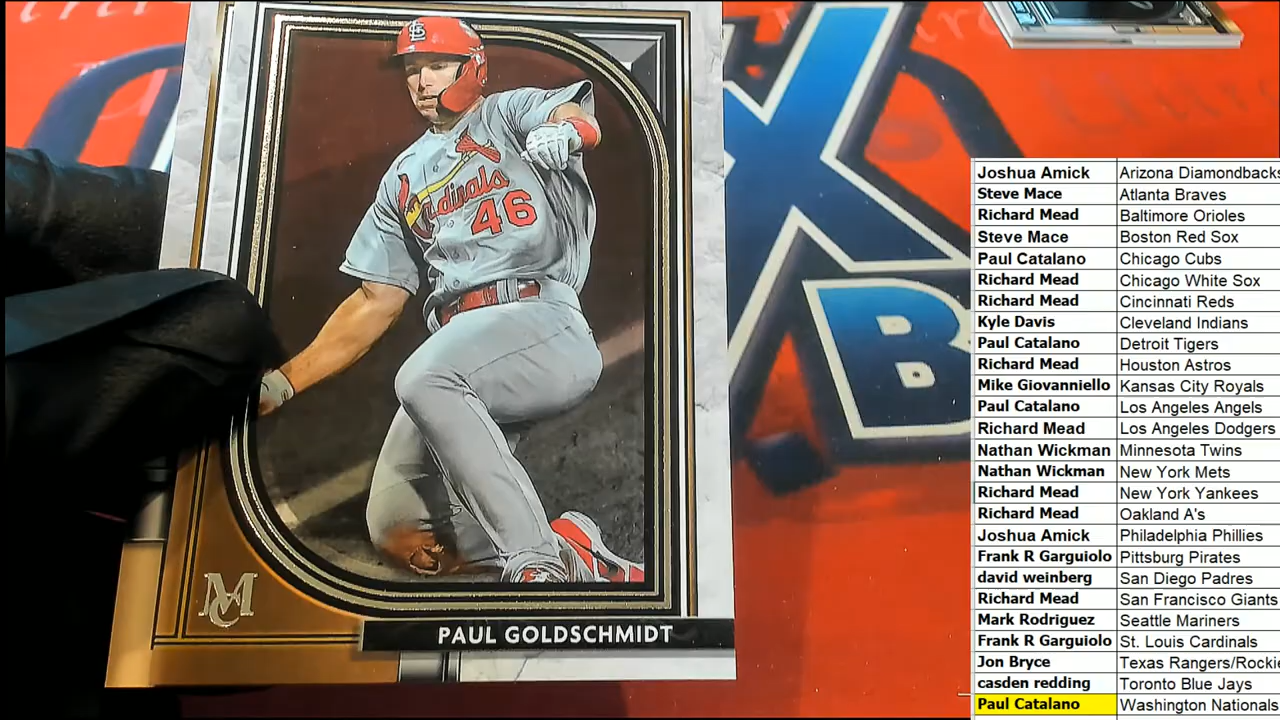 Cardinals
46
MC
PAUL GOLDSCHMIDT
X
B
Joshua Amick Arizona Diamondbacks
Steve Mace Atlanta Braves
Richard Mead Baltimore Orioles
Steve Mace Boston Red Sox
Paul Catalano Chicago Cubs
Richard Mead Chicago White Sox
Richard Mead Cincinnati Reds
Kyle Davis Cleveland Indians
Paul Catalano Detroit Tigers
Richard Mead Houston Astros
Mike Giovanniello Kansas City Royals
Paul Catalano Los Angeles Angels
Richard Mead Los Angeles Dodgers
Nathan Wickman Minnesota Twins
Nathan Wickman New York Mets
Richard Mead New York Yankees
Richard Mead Oakland A's
Joshua Amick Philadelphia Phillies
Frank R Garguiolo Pittsburg Pirates
david weinberg San Diego Padres
Richard Mead San Francisco Giants
Mark Rodriguez Seattle Mariners
Frank R Garguiolo St. Louis Cardinals
Jon Bryce Texas Rangers/Rockie
casden redding Toronto Blue Jays
Paul Catalano Washington Nationals